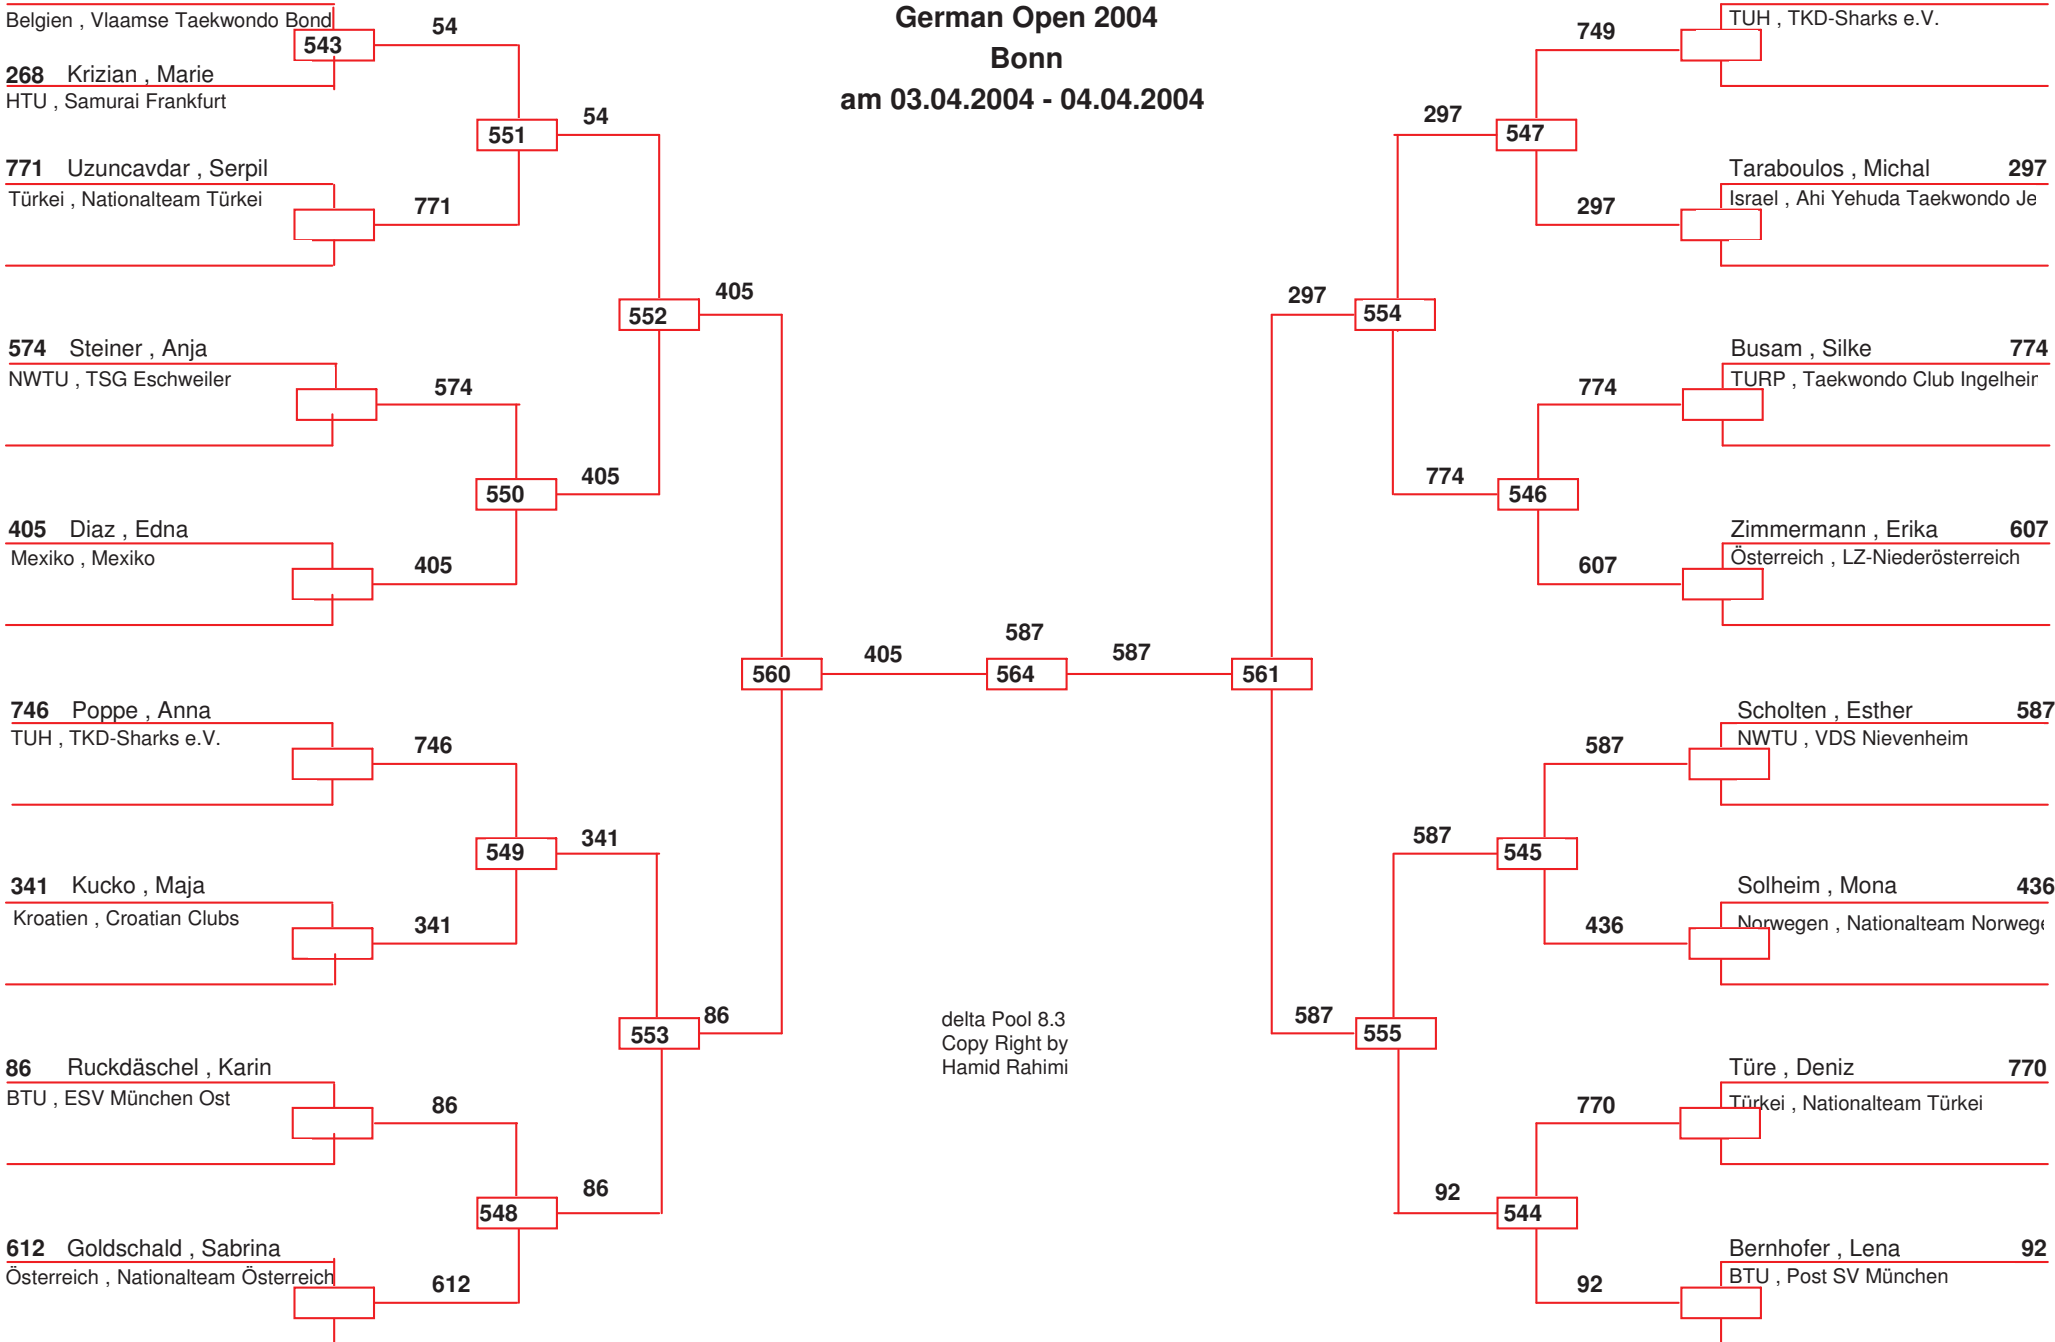 German Open 2004
Bonn
am 03.04.2004 - 04.04.2004
Belgien , Vlaamse Taekwondo Bond
543
54
268 Krizian , Marie
HTU , Samurai Frankfurt
551
54
771 Uzuncavdar , Serpil
Türkei , Nationalteam Türkei
771
552
405
574 Steiner , Anja
NWTU , TSG Eschweiler
574
550
405
405 Diaz , Edna
Mexiko , Mexiko
405
560
405
746 Poppe , Anna
TUH , TKD-Sharks e.V.
746
549
341
341 Kucko , Maja
Kroatien , Croatian Clubs
341
553
86
86 Ruckdäschel , Karin
BTU , ESV München Ost
86
548
86
612 Goldschald , Sabrina
Österreich , Nationalteam Österreich
612
587
564
587
561
delta Pool 8.3
Copy Right by
Hamid Rahimi
TUH , TKD-Sharks e.V.
749
297
547
Taraboulos , Michal 297
Israel , Ahi Yehuda Taekwondo Je
297
297
554
Busam , Silke 774
TURP , Taekwondo Club Ingelheir
774
774
546
Zimmermann , Erika 607
Österreich , LZ-Niederösterreich
607
Scholten , Esther 587
NWTU , VDS Nievenheim
587
587
545
Solheim , Mona 436
Norwegen , Nationalteam Norwege
436
587
555
Türe , Deniz 770
Türkei , Nationalteam Türkei
770
92
544
Bernhofer , Lena 92
BTU , Post SV München
92